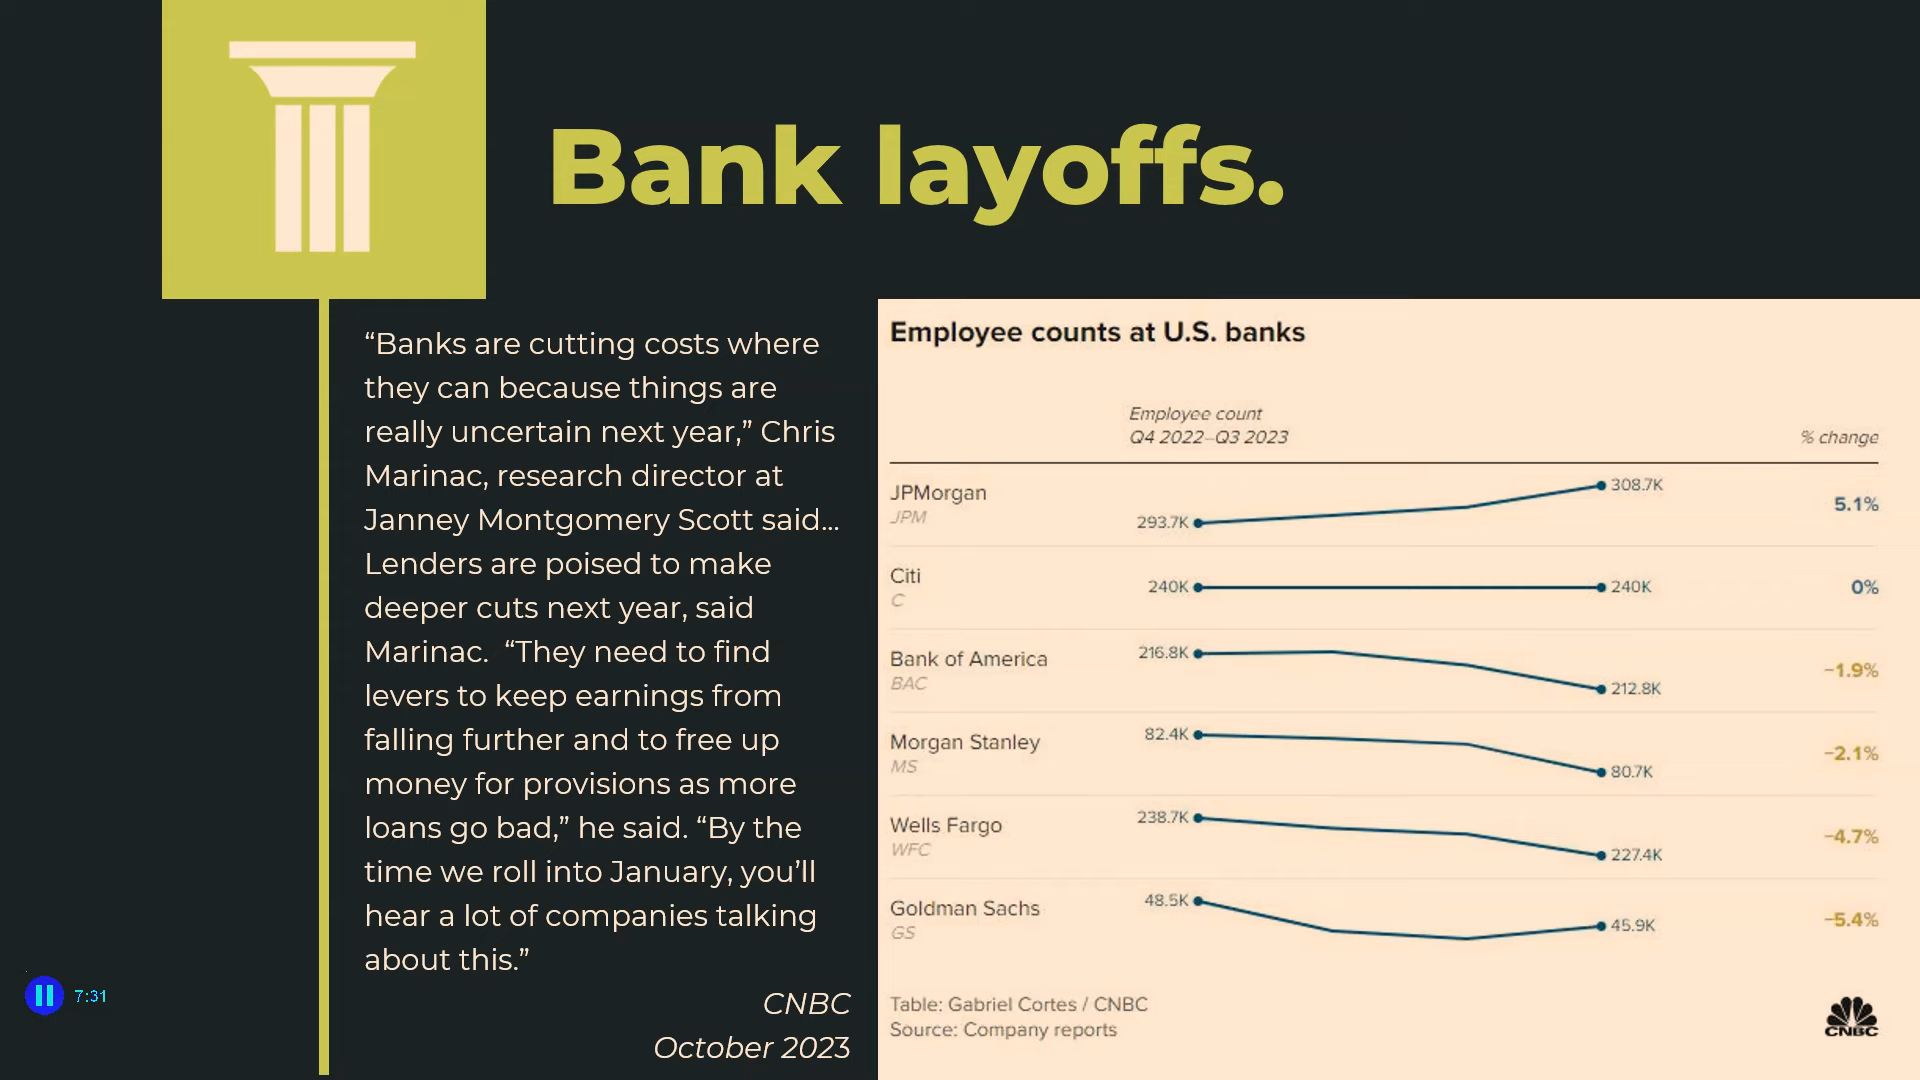 Bank layoffs.
“Banks are cutting costs where
they can because things are
really uncertain next year,” Chris
Marinac, research director at
Janney Montgomery Scott said...
Lenders are poised to make
deeper cuts next year, said
Marinac.  “They need to find
levers to keep earnings from
falling further and to free up
money for provisions as more
loans go bad,” he said. “By the
time we roll into January, you’ll
hear a lot of companies talking
about this.”
CNBC
October 2023
Employee counts at U.S. banks
Employee count
Q4 2022–Q3 2023
% change
JPMorgan
JPM
293.7K
308.7K
5.1%
Citi
C
240K
240K
0%
Bank of America
BAC
216.8K
212.8K
−1.9%
Morgan Stanley
MS
82.4K
80.7K
−2.1%
Wells Fargo
WFC
238.7K
227.4K
−4.7%
Goldman Sachs
GS
48.5K
45.9K
−5.4%
Table: Gabriel Cortes / CNBC
Source: Company reports
CNBC
7:31